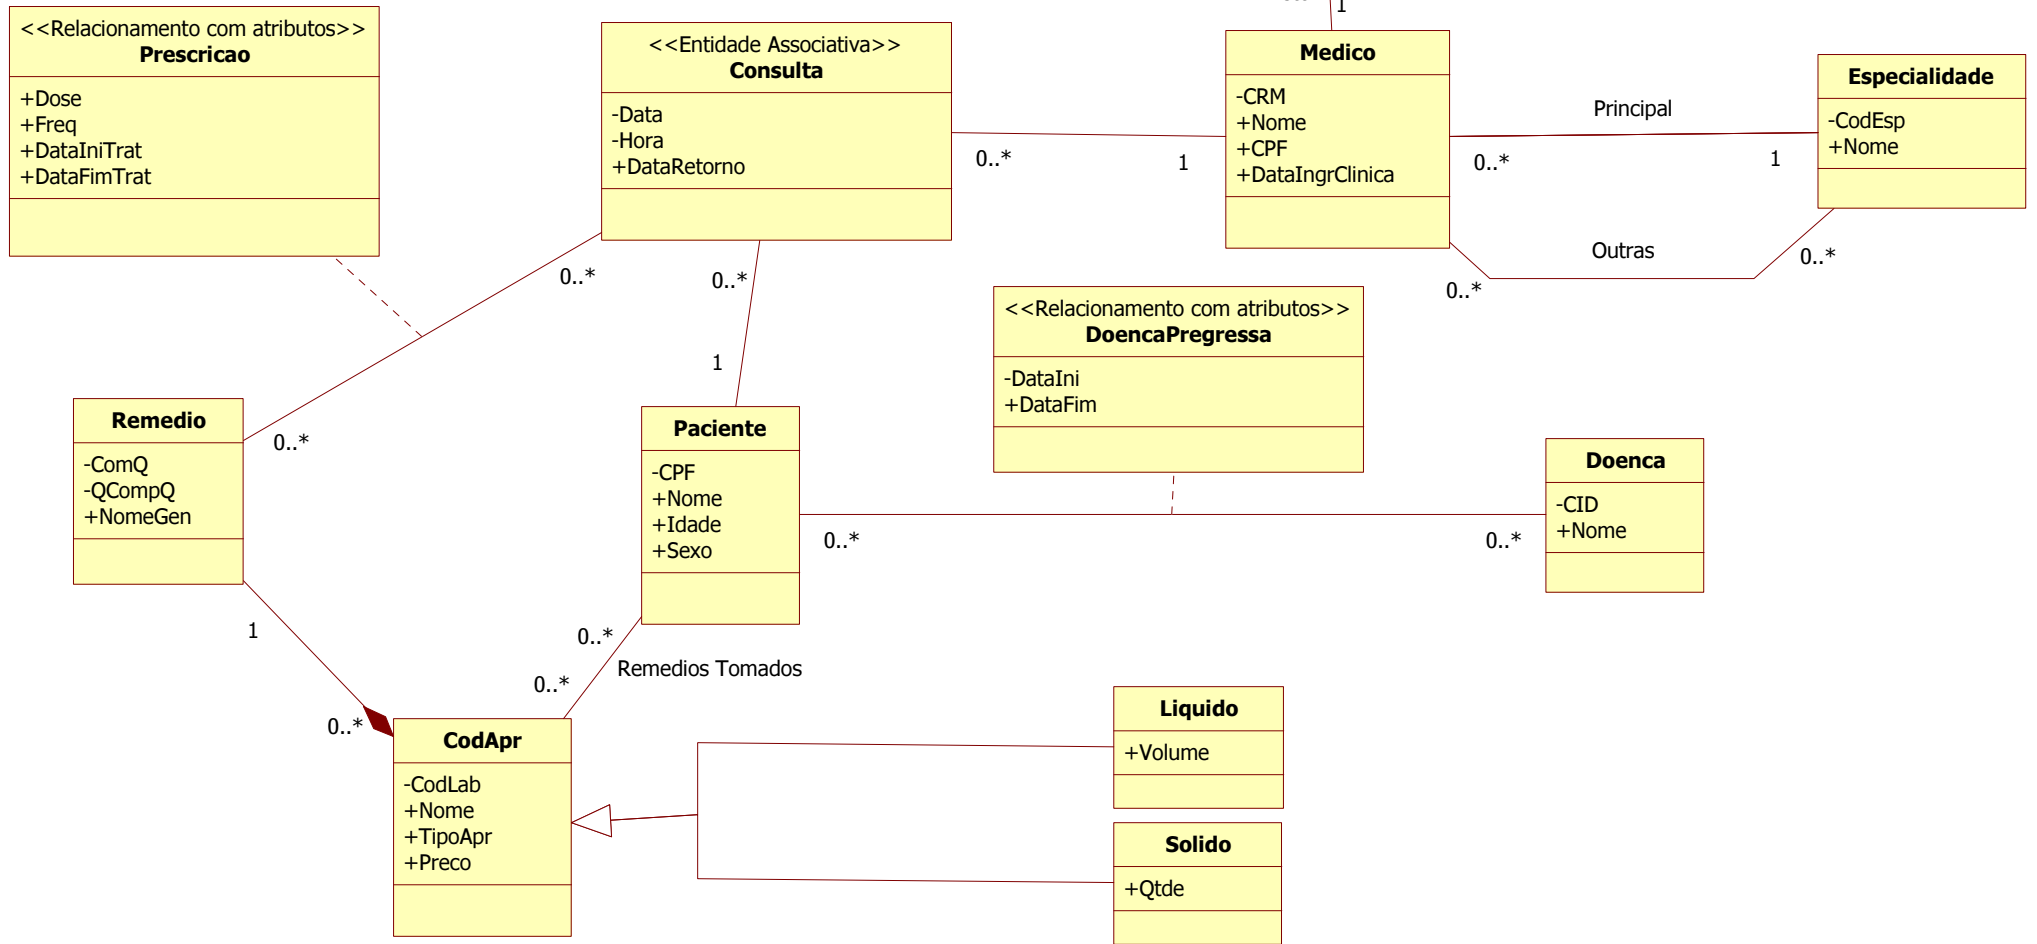 <<Relacionamento com atributos>>
Prescricao
+Dose
+Freq
+DataIniTrat
+DataFimTrat
<<Entidade Associativa>>
Consulta
-Data
-Hora
+DataRetorno
1
Medico
-CRM
+Nome
+CPF
+DataIngrClinica
Especialidade
-CodEsp
+Nome
Principal
0..*
1
0..*
1
Outras
0..*
0..*
0..*
0..*
1
0..*
<<Relacionamento com atributos>>
DoencaPregressa
-DataIni
+DataFim
Remedio
-ComQ
-QCompQ
+NomeGen
Paciente
-CPF
+Nome
+Idade
+Sexo
0..*
0..*
Doenca
-CID
+Nome
1
0..*
0..*
0..*
Remedios Tomados
CodApr
-CodLab
+Nome
+TipoApr
+Preco
Liquido
+Volume
Solido
+Qtde